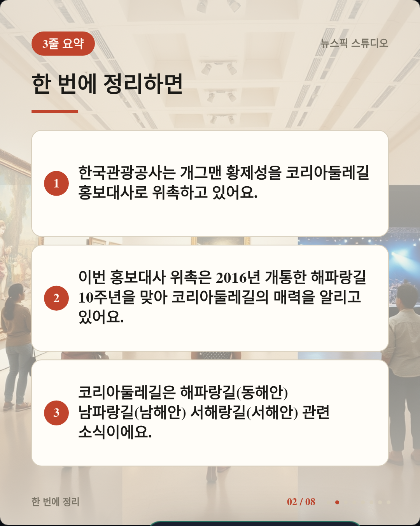 3줄 요약
뉴스픽 스튜디오
한 번에 정리하면
1
한국관광공사는 개그맨 황제성을 코리아둘레길
홍보대사로 위촉하고 있어요.
2
이번 홍보대사 위촉은 2016년 개통한 해파랑길
10주년을 맞아 코리아둘레길의 매력을 알리고
있어요.
3
코리아둘레길은 해파랑길(동해안)
남파랑길(남해안) 서해랑길(서해안) 관련
소식이에요.
한 번에 정리
02 / 08